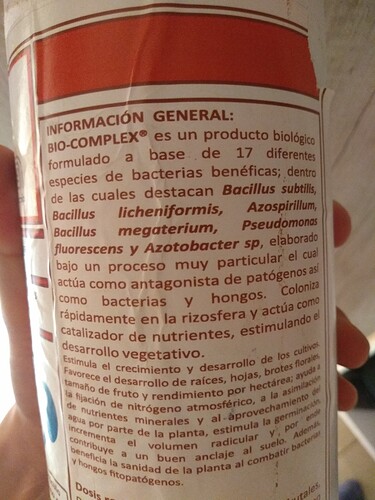 INFORMACIÓN GENERAL:
BIO-COMPLEX® es un producto biológico
formulado a base de 17 diferentes
especies de bacterias benéficas; dentro
de las cuales destacan Bacillus subtilis,
Bacillus licheniformis, Azospirillum,
Bacillus megaterium, Pseudomonas
fluorescens y Azotobacter sp, elaborado
bajo un proceso muy particular el cual
actúa como antagonista de patógenos así
como bacterias y hongos. Coloniza
rápidamente en la rizosfera y actúa como
catalizador de nutrientes, estimulando el
desarrollo vegetativo.
Estimula el crecimiento y desarrollo de los cultivos.
Favorece el desarrollo de raíces, hojas, brotes florales,
tamaño de fruto y rendimiento por hectárea; ayuda a
la fijación de nitrógeno atmosférico, a la asimilación
de nutrientes minerales y al aprovechamiento del
agua por parte de la planta, estimula la germinación,
incrementa el volumen radicular y por ende
contribuye a un buen anclaje al suelo. Además,
beneficia la sanidad de la planta al combatir bacterias
y hongos fitopatógenos.
Dosis